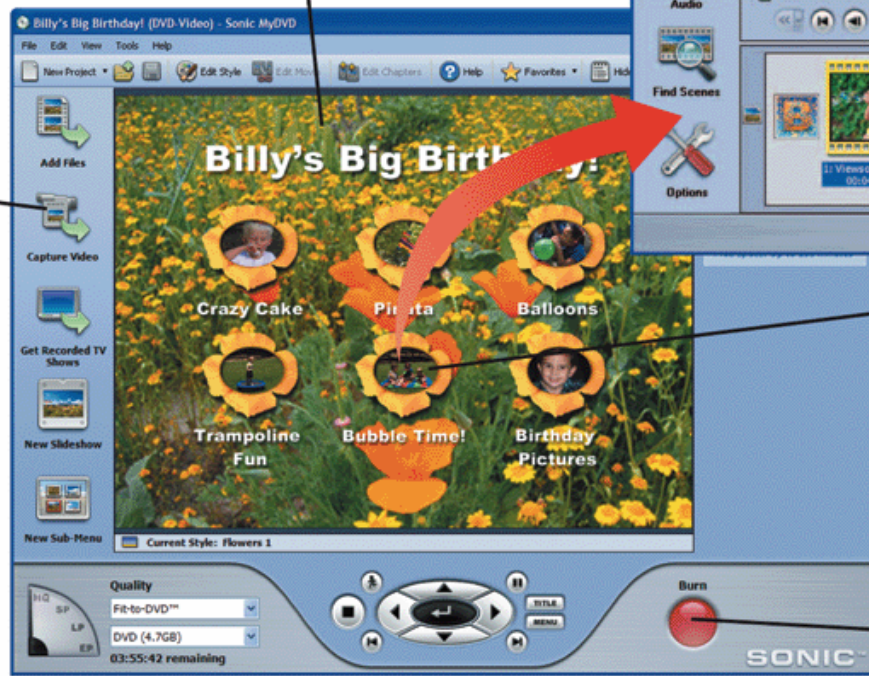 Billy's Big Birthday! (DVD-Video) - Sonic MyDVD
File Edit View Tools Help
New Project Edit Style Edit Edit Chapters Help Favorites
Audio
Find Scenes
Options
Add Files
Capture Video
Get Recorded TV
Shows
New Slideshow
New Sub-Menu
Billy's Big
Crazy Cake
Balloons
Trampoline
Fun
Bubble Time!
Birthday
Pictures
Current Style: Flowers 1
HQ
SP
LP
EP
Quality
Fit-to-DVD™
DVD (4.7GB)
03:55:42 remaining
TITLE
MENU
Burn
SONIC™